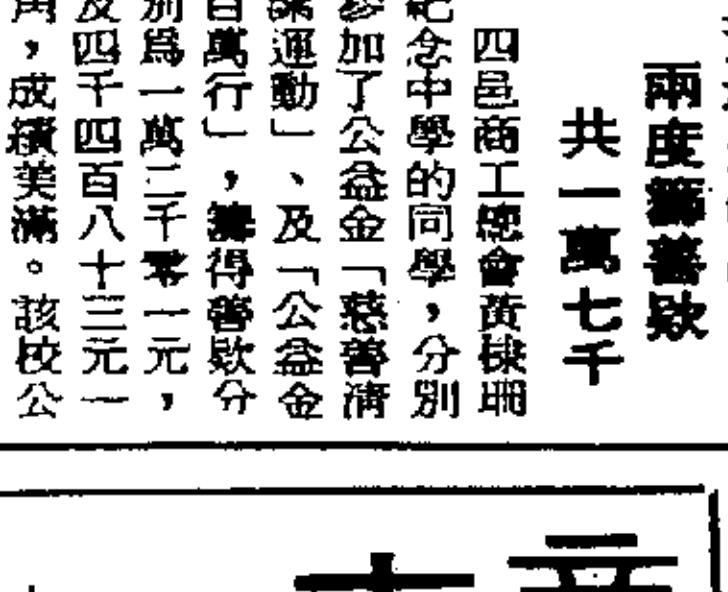 兩度籌善欵
共一萬七千
四邑商工總會黃棣珊
紀念中學的同學，分別
參加了公益金「慈善清
潔運動」、及「公益金
百萬行」，籌得善欵分
別爲一萬二千零一元，
及四千四百八十三元一
角，成績美滿。該校公